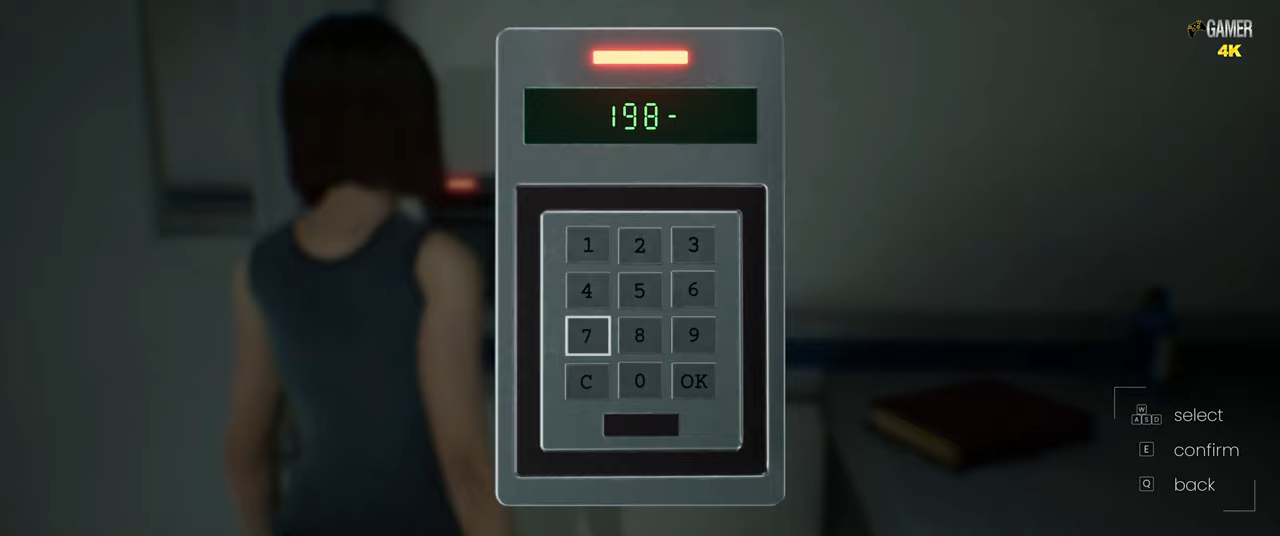 GAMER
4K
198-
1 2 3
4 5 6
7 8 9
C 0 OK
W
A S D select
E confirm
Q back